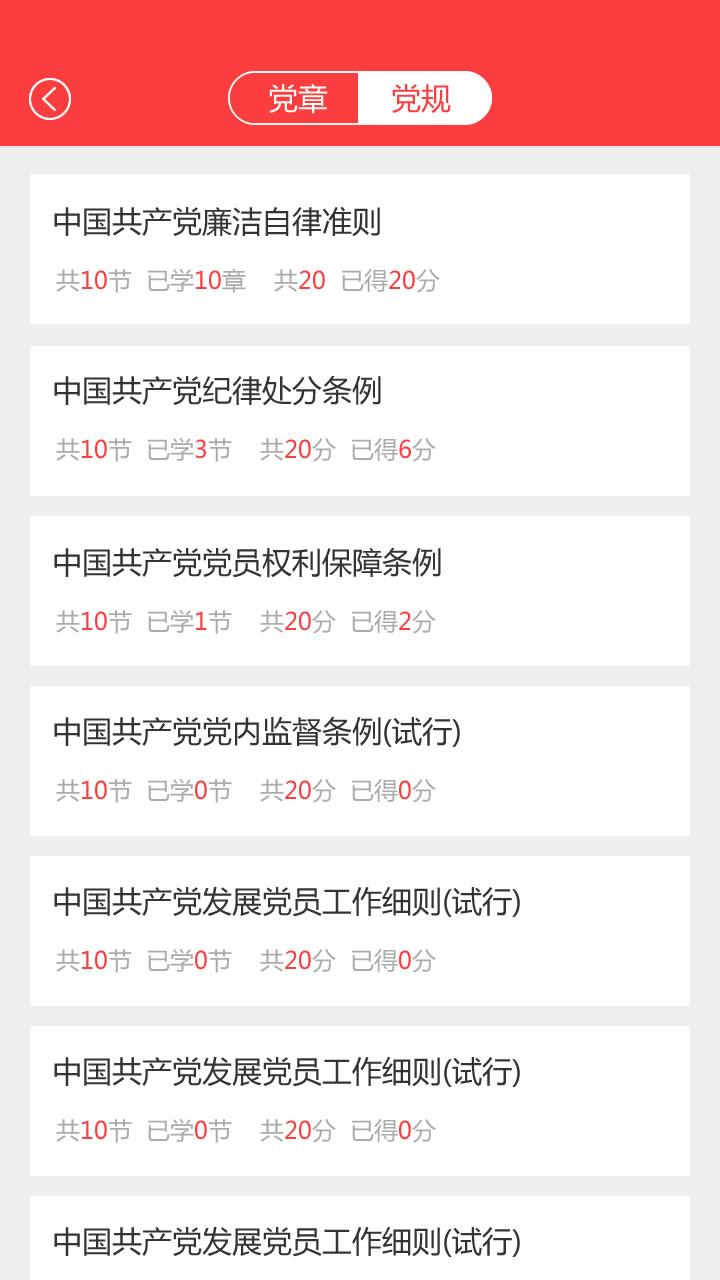 党章 党规
中国共产党廉洁自律准则
共10节 已学10章 共20 已得20分
中国共产党纪律处分条例
共10节 已学3节 共20分 已得6分
中国共产党党员权利保障条例
共10节 已学1节 共20分 已得2分
中国共产党党内监督条例(试行)
共10节 已学0节 共20分 已得0分
中国共产党发展党员工作细则(试行)
共10节 已学0节 共20分 已得0分
中国共产党发展党员工作细则(试行)
共10节 已学0节 共20分 已得0分
中国共产党发展党员工作细则(试行)